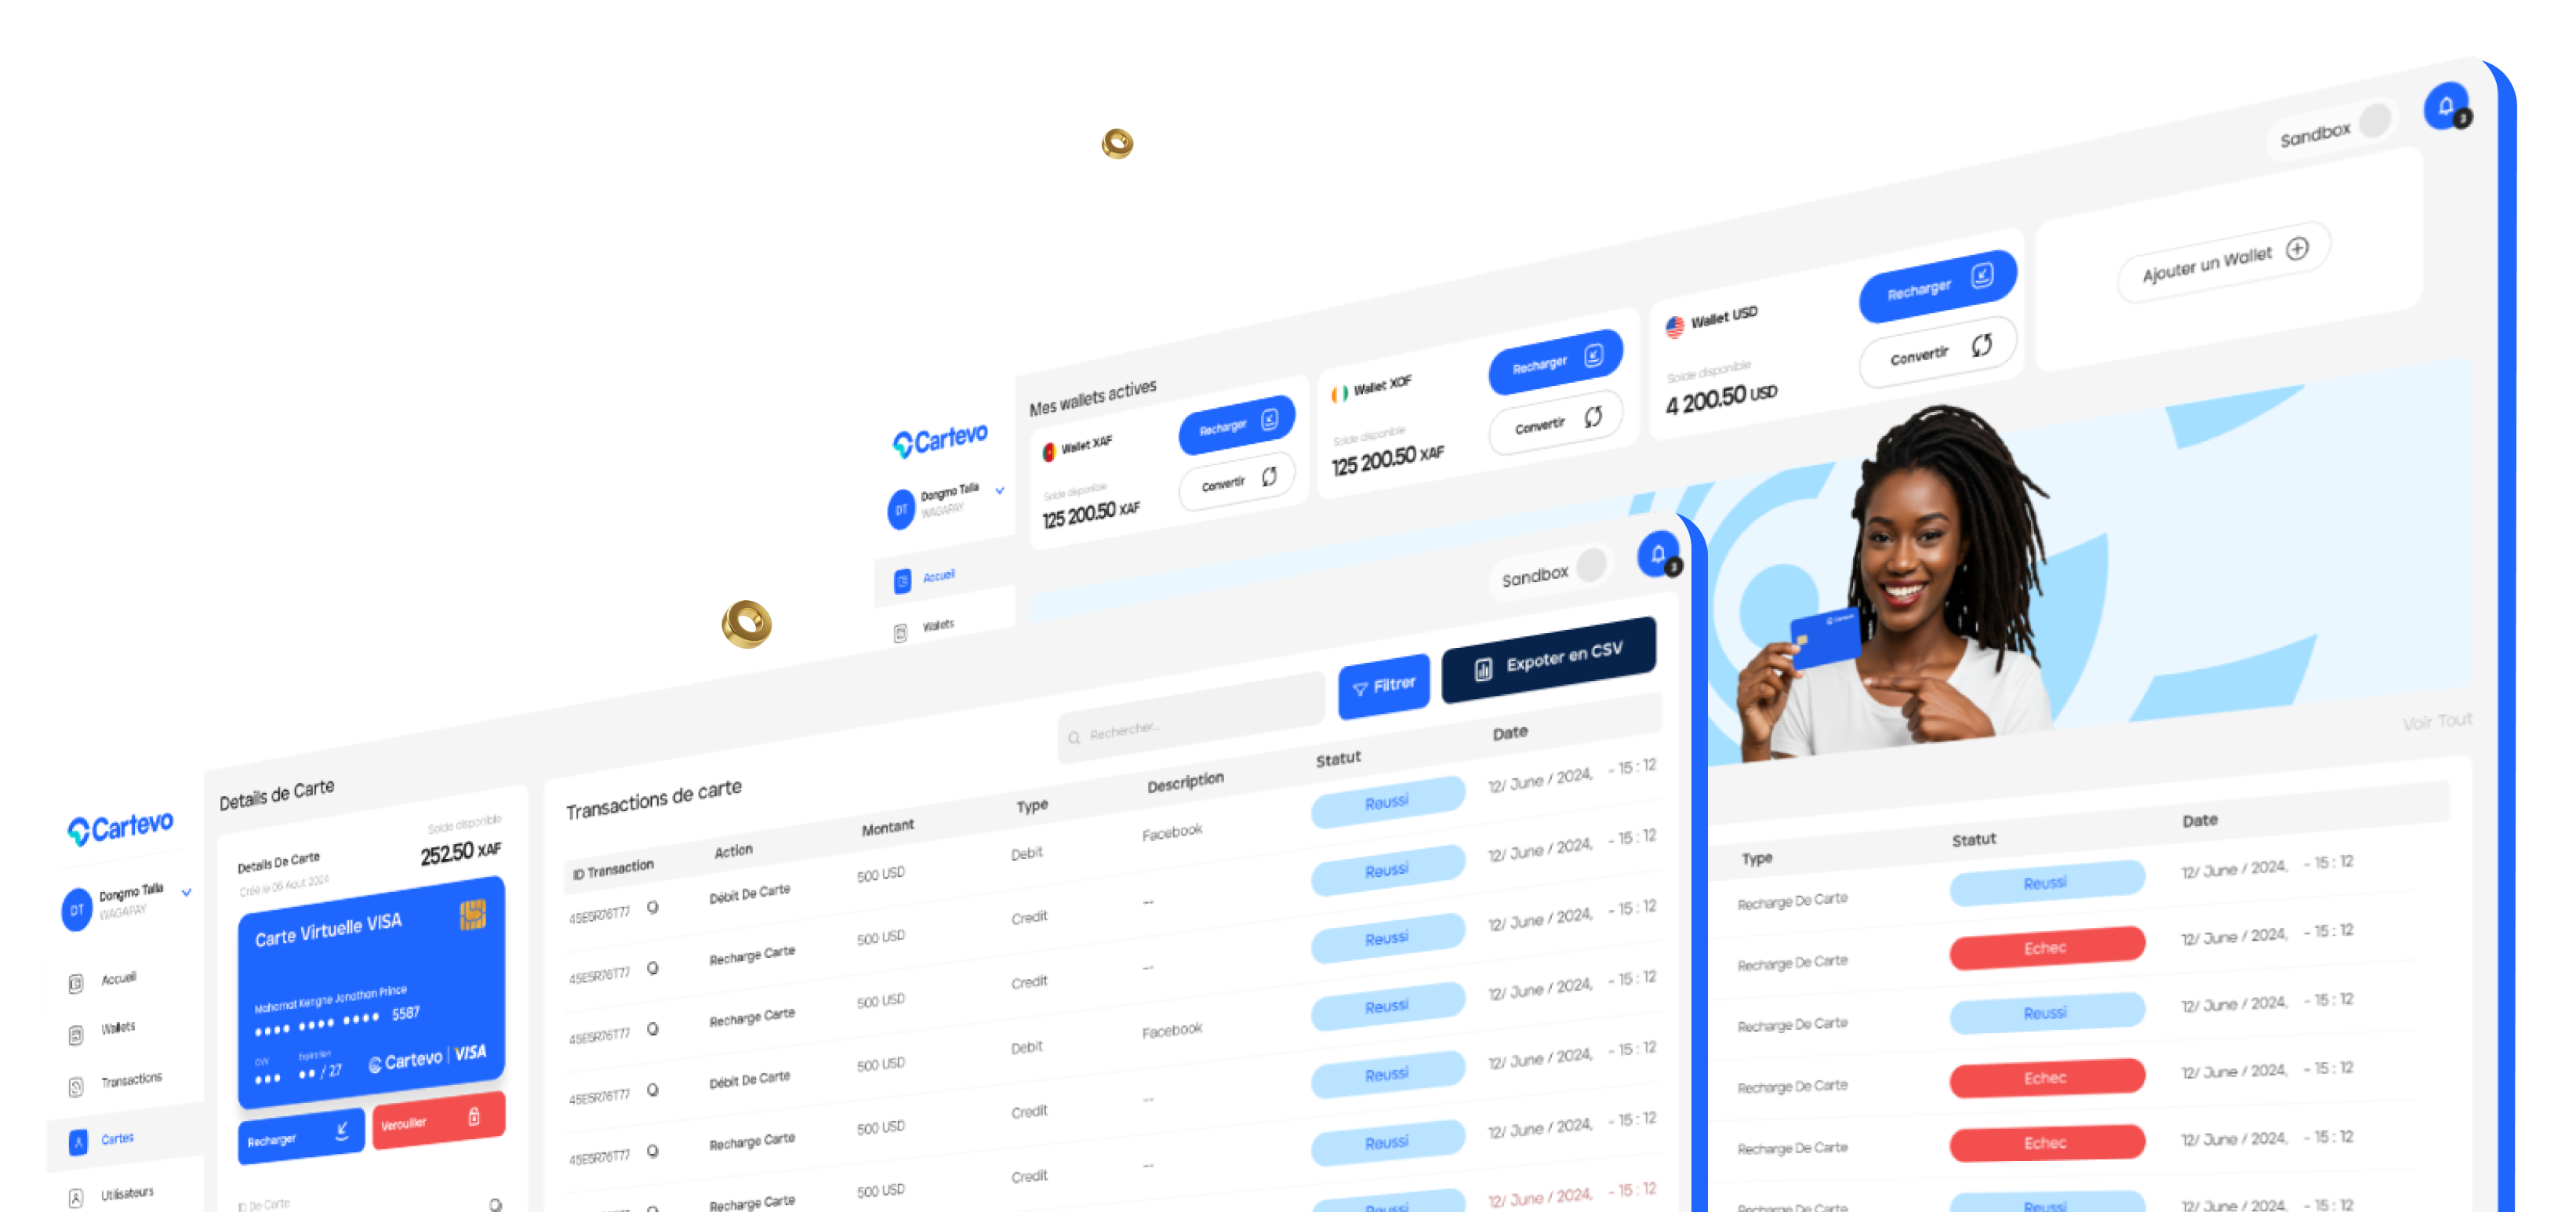 Sandbox
3
Ajouter un Wallet
Mes wallets actives
Wallet XAF
Recharger
Solde disponible
125 200.50 XAF
Convertir
Wallet XOF
Recharger
Solde disponible
125 200.50 XAF
Convertir
Wallet USD
Recharger
Solde disponible
4 200.50 USD
Convertir
Cartevo
DT
Dongmo Talla
WAGAPAY
Accueil
Wallets
Cartevo
Voir Tout
Type Statut Date
Recharge De Carte Reussi 12/ June / 2024, - 15 : 12
Recharge De Carte Echec 12/ June / 2024, - 15 : 12
Recharge De Carte Reussi 12/ June / 2024, - 15 : 12
Recharge De Carte Echec 12/ June / 2024, - 15 : 12
Recharge De Carte Echec 12/ June / 2024, - 15 : 12
Recharge De Carte Reussi 12/ June / 2024, - 15 : 12
Sandbox
3
Cartevo
DT
Dongmo Talla
WAGAPAY
Accueil
Wallets
Transactions
Cartes
Utilisateurs
Details de Carte
Details De Carte
Créé le 06 Aout 2024
Solde disponible
252.50 XAF
Carte Virtuelle VISA
Mahamat Kengne Jonathan Prince
•••• •••• •••• 5587
CVV Expiration
••• •• / 27
Cartevo | VISA
Recharger
Verouiller
ID De Carte
Transactions de carte
Rechercher...
Filtrer
Expoter en CSV
ID Transaction Action Montant Type Description Statut Date
45E5R76T77 Débit De Carte 500 USD Debit Facebook Reussi 12/ June / 2024, - 15 : 12
45E5R76T77 Recharge Carte 500 USD Credit -- Reussi 12/ June / 2024, - 15 : 12
45E5R76T77 Recharge Carte 500 USD Credit -- Reussi 12/ June / 2024, - 15 : 12
45E5R76T77 Débit De Carte 500 USD Debit Facebook Reussi 12/ June / 2024, - 15 : 12
45E5R76T77 Recharge Carte 500 USD Credit -- Reussi 12/ June / 2024, - 15 : 12
Recharge Carte 500 USD Credit -- Reussi 12/ June / 2024, - 15 : 12
Reussi 12/ June / 2024, - 15 : 12